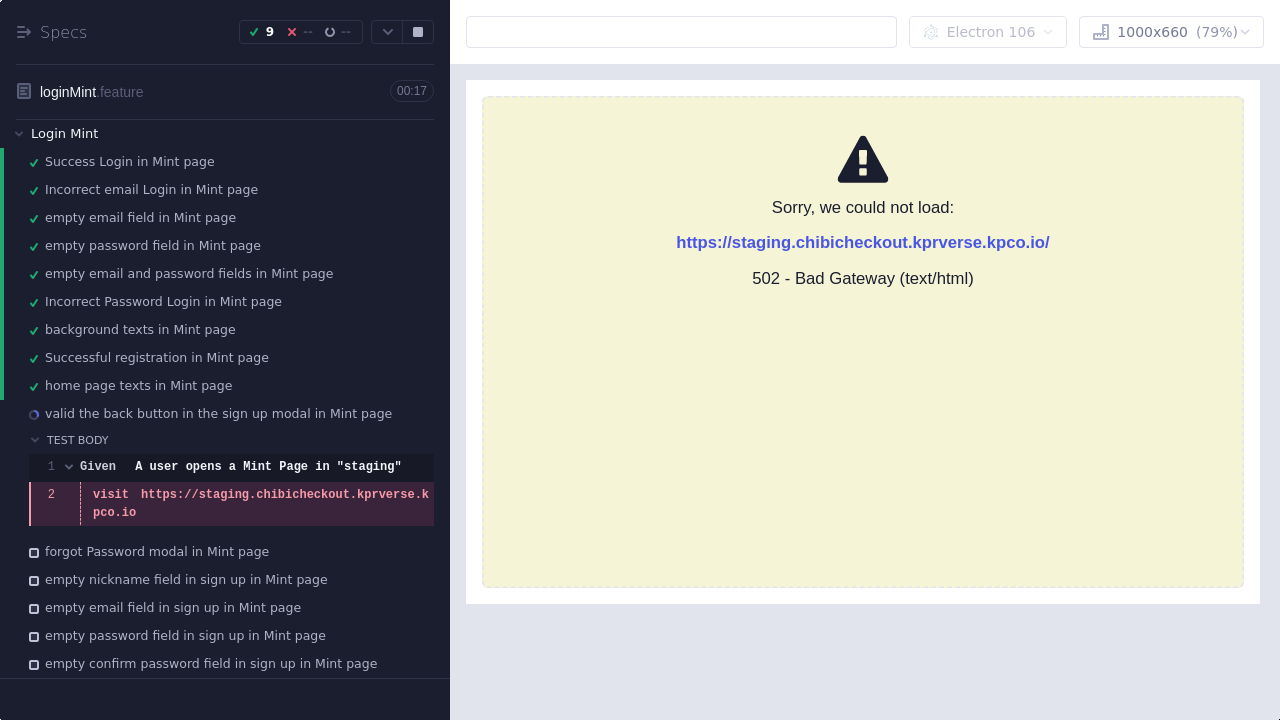 Specs
9
--
--
Electron 106
1000x660 (79%)
loginMint.feature
00:17
Login Mint
Success Login in Mint page
Incorrect email Login in Mint page
empty email field in Mint page
empty password field in Mint page
empty email and password fields in Mint page
Incorrect Password Login in Mint page
background texts in Mint page
Successful registration in Mint page
home page texts in Mint page
valid the back button in the sign up modal in Mint page
TEST BODY
1 Given A user opens a Mint Page in "staging"
2 visit https://staging.chibicheckout.kprverse.k
pco.io
forgot Password modal in Mint page
empty nickname field in sign up in Mint page
empty email field in sign up in Mint page
empty password field in sign up in Mint page
empty confirm password field in sign up in Mint page
Sorry, we could not load:
https://staging.chibicheckout.kprverse.kpco.io/
502 - Bad Gateway (text/html)